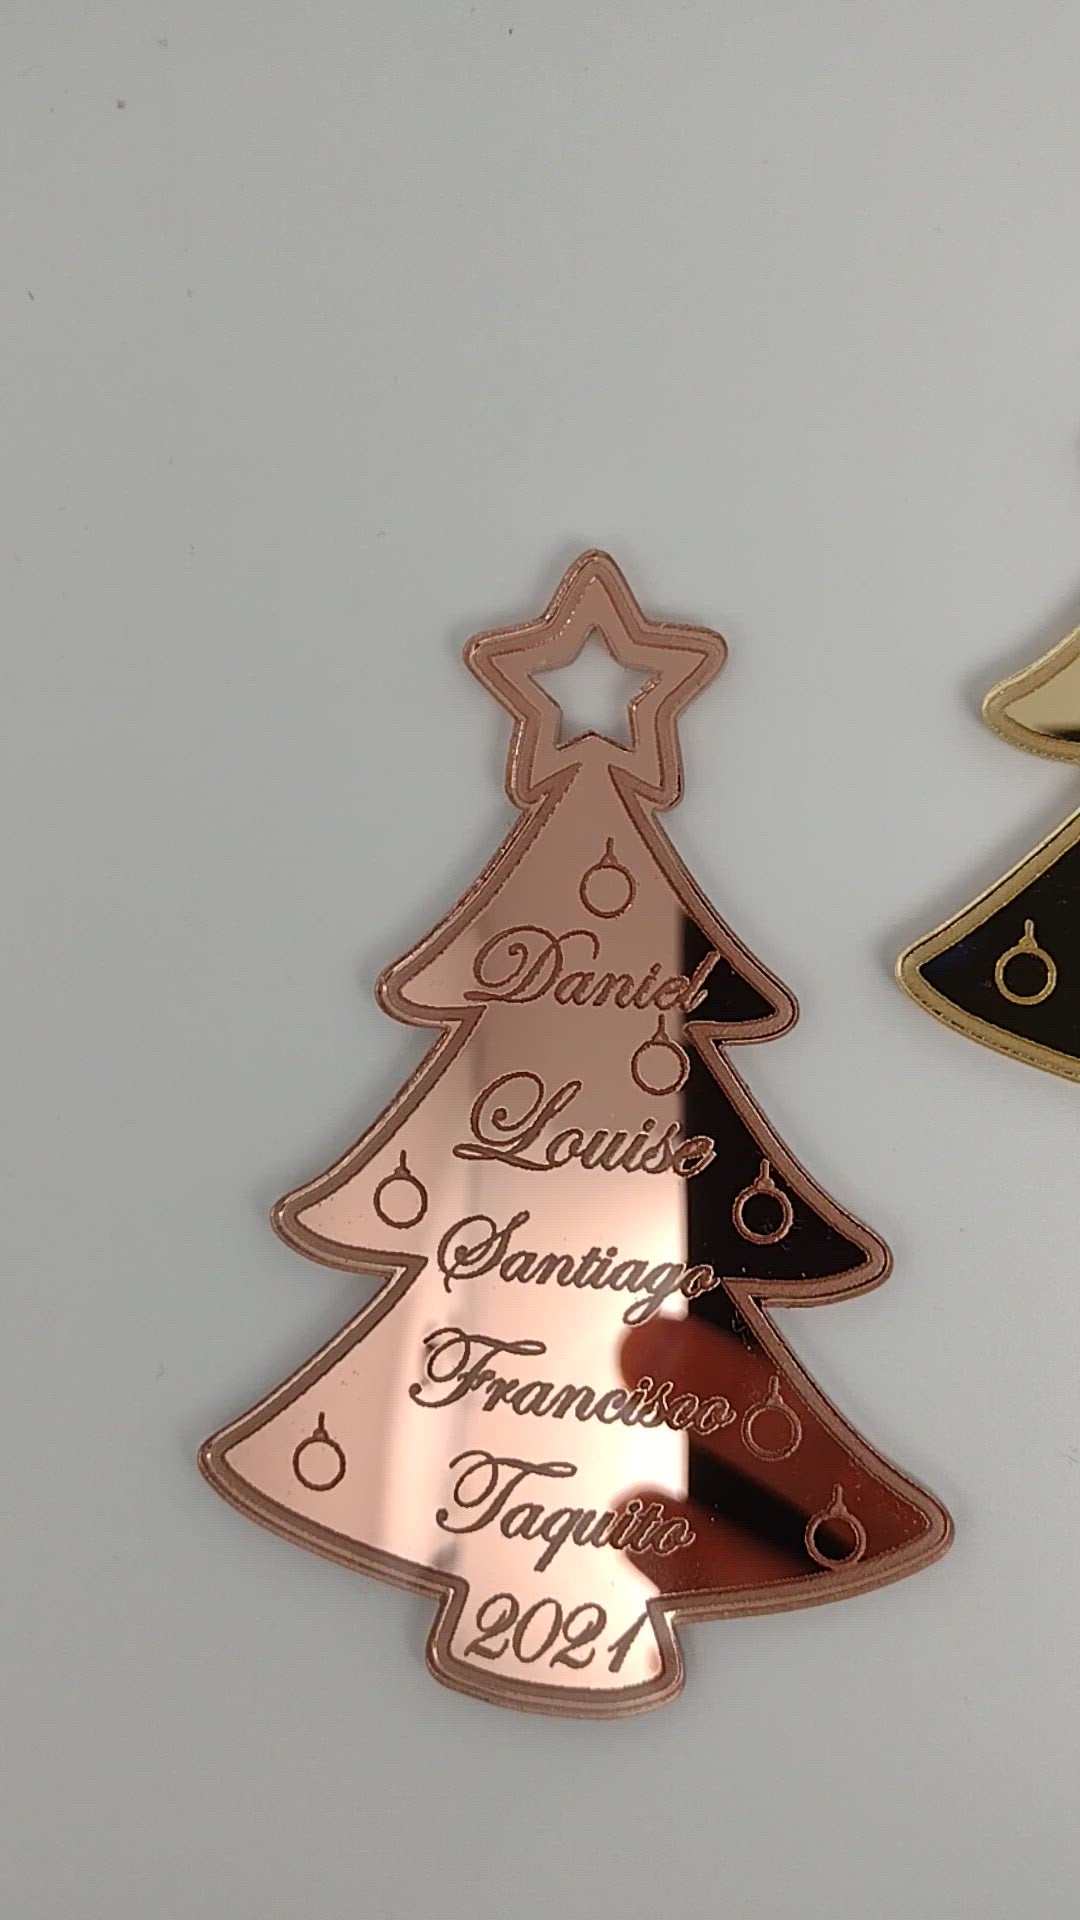 Daniel
Louise
Santiago
Francisco
Taquito
2021